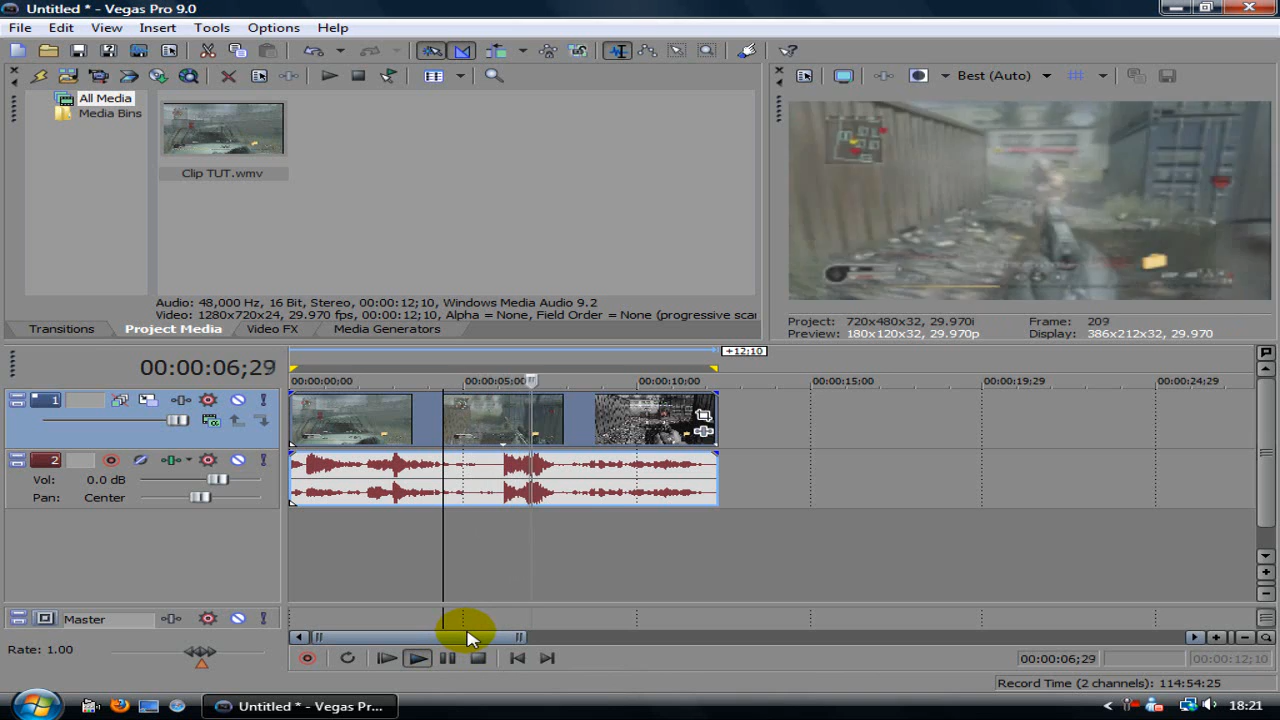 Untitled * - Vegas Pro 9.0
File Edit View Insert Tools Options Help
Best (Auto)
All Media
Media Bins
Clip TUT.wmv
Audio: 48,000 Hz, 16 Bit, Stereo, 00:00:12;10, Windows Media Audio 9.2
Video: 1280x720x24, 29.970 fps, 00:00:12;10, Alpha = None, Field Order = None (progressive scan
Transitions Project Media Video FX Media Generators
Project: 720x480x32, 29.970i Frame: 209
Preview: 180x120x32, 29.970p Display: 386x212x32, 29.970
00:00:06;29
+12;10
00:00:00;00 00:00:05;00 00:00:10;00 00:00:15;00 00:00:19;29 00:00:24;29
1
2
Vol: 0.0 dB
Pan: Center
Master
Rate: 1.00
00:00:06;29 00:00:12;10
Record Time (2 channels): 114:54:25
Untitled * - Vegas Pr...
18:21